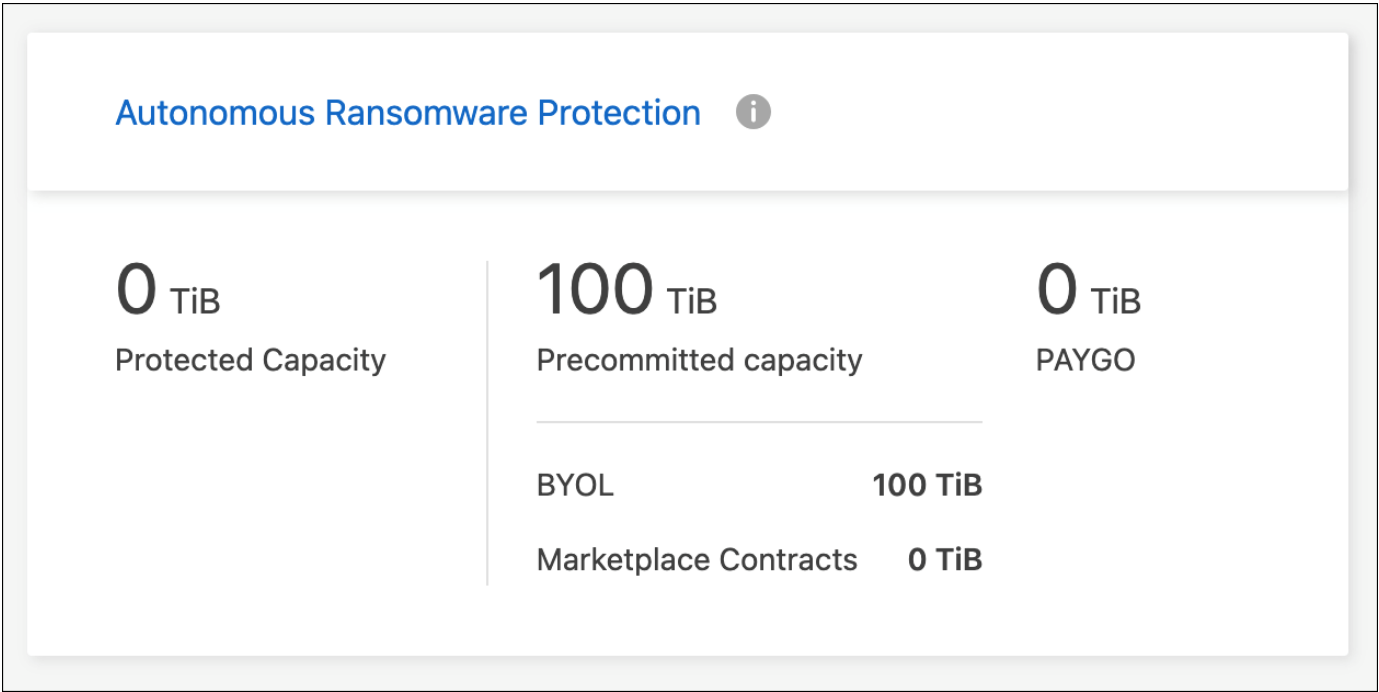 Autonomous Ransomware Protection
0 TiB
Protected Capacity
100 TiB
Precommitted capacity
BYOL 100 TiB
Marketplace Contracts 0 TiB
0 TiB
PAYGO